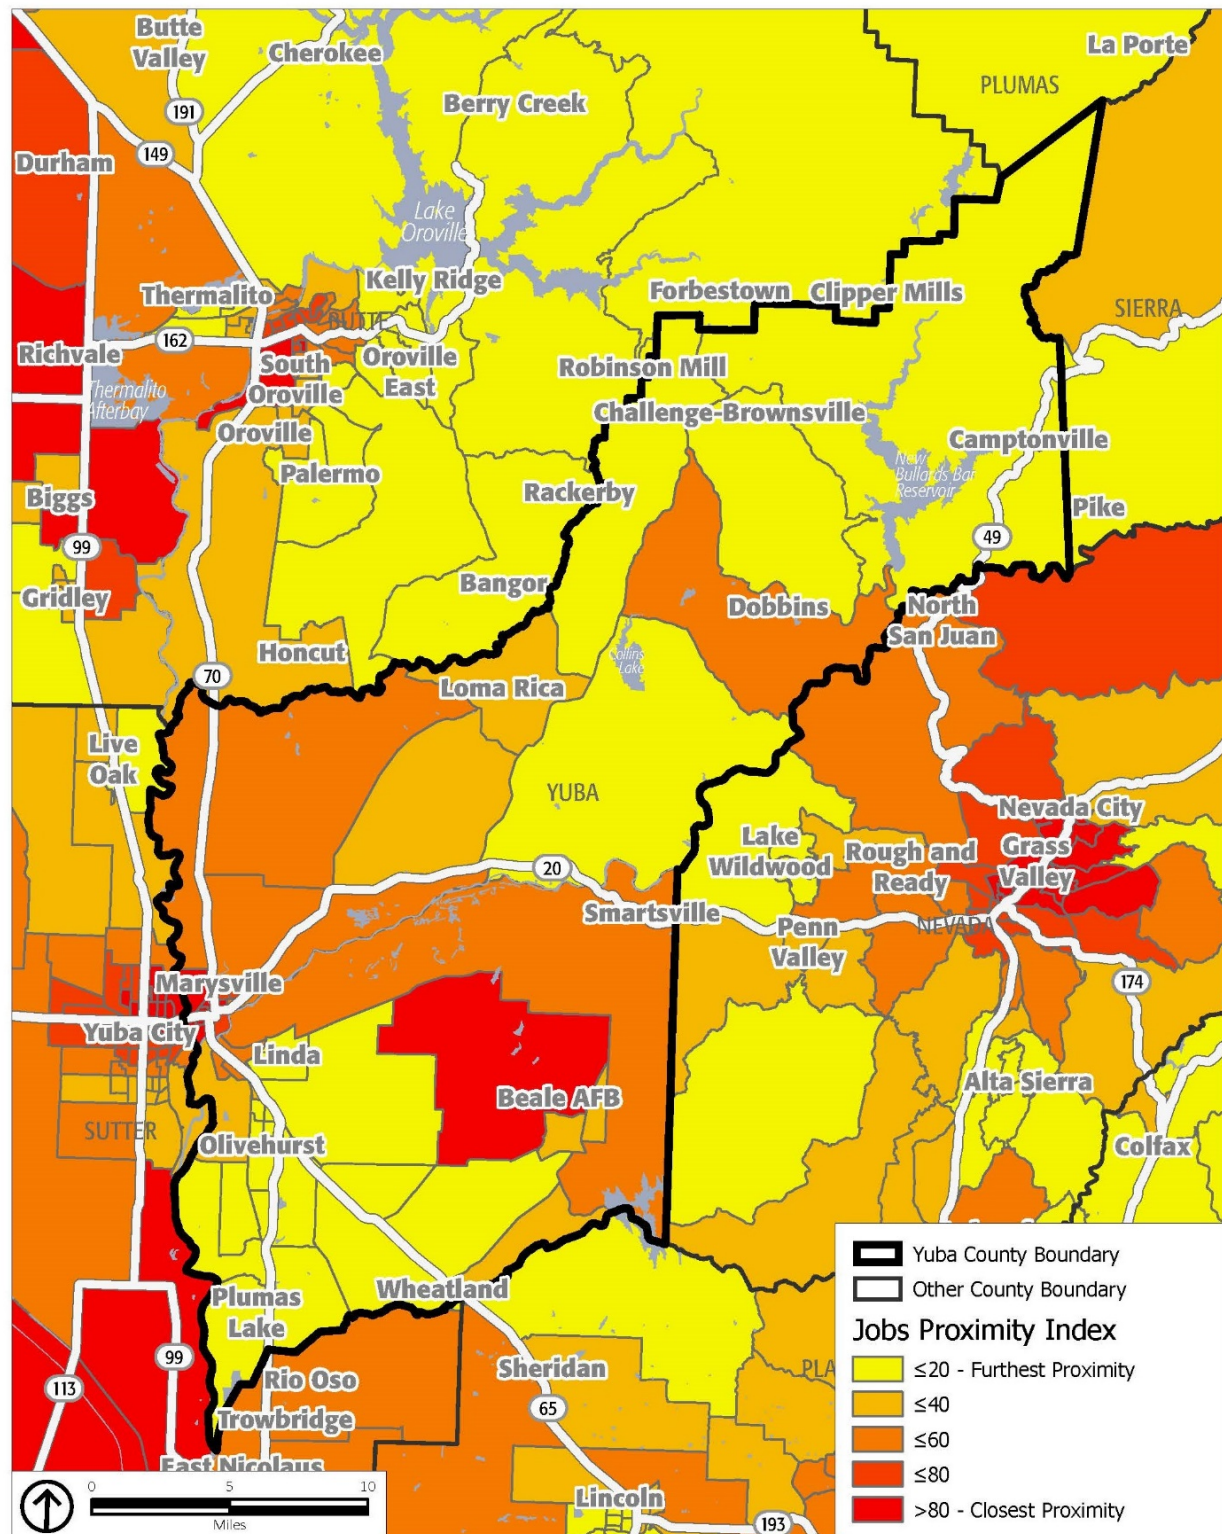 Butte
Valley
Cherokee
La Porte
PLUMAS
Berry Creek
191
149
Durham
Lake
Oroville
Kelly Ridge
Thermalito
Forbestown
Clipper Mills
SIERRA
BUTTE
162
Richvale
South
Oroville
Oroville
East
Robinson Mill
Thermalito
Afterbay
Challenge-Brownsville
Oroville
Camptonville
Palermo
New
Bullards Bar
Reservoir
Rackerby
Biggs
Pike
99
49
Bangor
Gridley
Dobbins
North
San Juan
Honcut
Collins
Lake
70
Loma Rica
Live
Oak
YUBA
Nevada City
Lake
Wildwood
Rough and
Ready
Grass
Valley
20
Smartsville
Penn
Valley
NEVADA
Marysville
174
Yuba City
Linda
Alta Sierra
Beale AFB
SUTTER
Olivehurst
Colfax
Wheatland
Plumas
Lake
99
Sheridan
PLA
113
Rio Oso
65
Trowbridge
East Nicolaus
Lincoln
193
Yuba County Boundary
Other County Boundary
Jobs Proximity Index
≤20 - Furthest Proximity
≤40
≤60
≤80
>80 - Closest Proximity
0 5 10
Miles